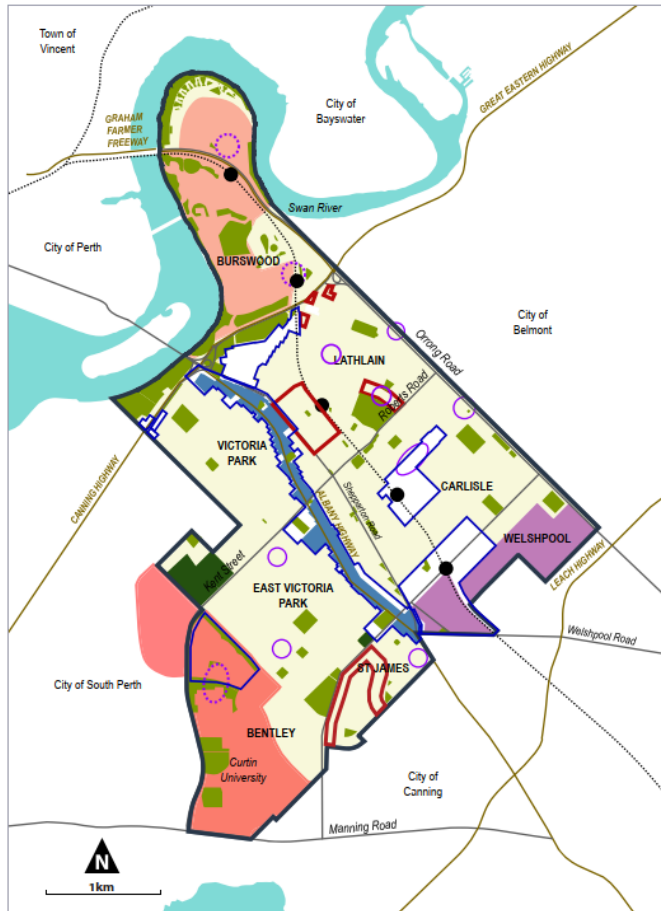 Town of
Vincent
City of
Bayswater
GREAT EASTERN HIGHWAY
GRAHAM
FARMER
FREEWAY
Swan River
City of Perth
BURSWOOD
City of
Belmont
Orrong Road
LATHLAIN
Roberts Road
VICTORIA
PARK
CANNING HIGHWAY
ALBANY HIGHWAY
Shepperton Road
CARLISLE
WELSHPOOL
LEACH HIGHWAY
Kent Street
EAST VICTORIA
PARK
Welshpool Road
ST JAMES
City of South Perth
BENTLEY
Curtin
University
City of
Canning
Manning Road
N
1km